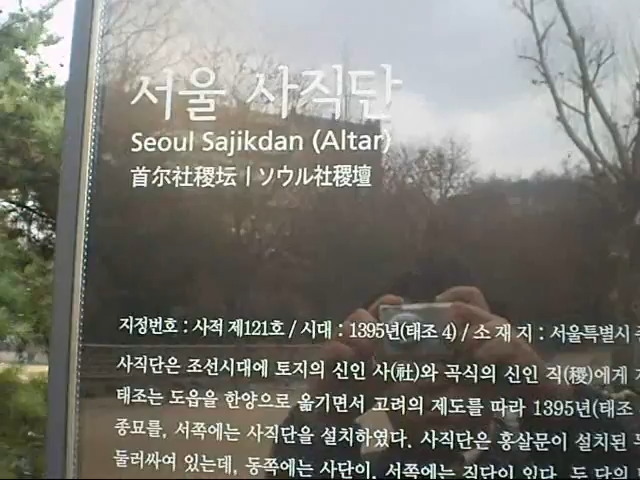 서울 사직단
Seoul Sajikdan (Altar)
首尔社稷坛 | ソウル社稷壇
지정번호 : 사적 제121호 / 시대 : 1395년(태조 4) / 소 재 지 : 서울특별시
사직단은 조선시대에 토지의 신인 사(社)와 곡식의 신인 직(稷)에게
태조는 도읍을 한양으로 옮기면서 고려의 제도를 따라 1395년(태조
종묘를, 서쪽에는 사직단을 설치하였다. 사직단은 홍살문이 설치된
둘러싸여 있는데, 동쪽에는 사단이, 서쪽에는 직단이 있다. 두 단의